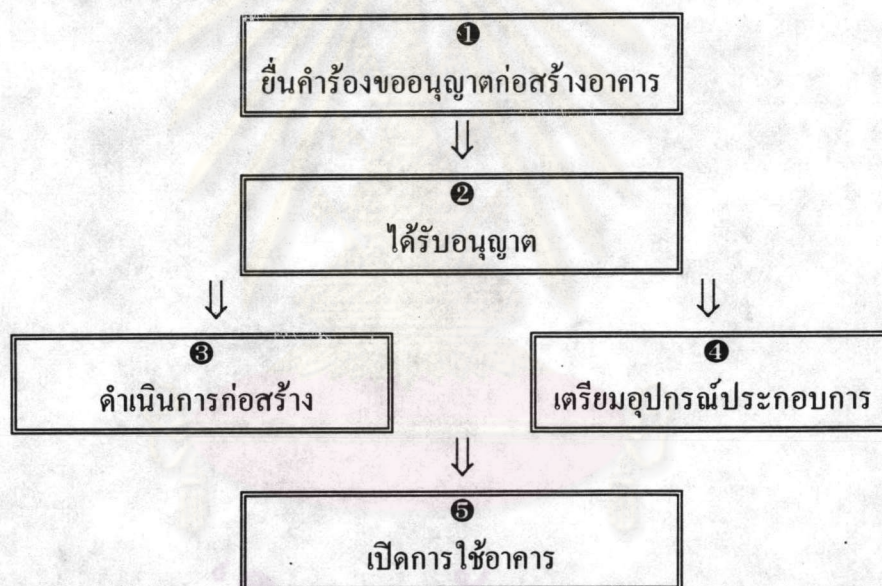 ❶
ยื่นคำร้องขออนุญาตก่อสร้างอาคาร
❷
ได้รับอนุญาต
❸
ดำเนินการก่อสร้าง
❹
เตรียมอุปกรณ์ประกอบการ
❺
เปิดการใช้อาคาร